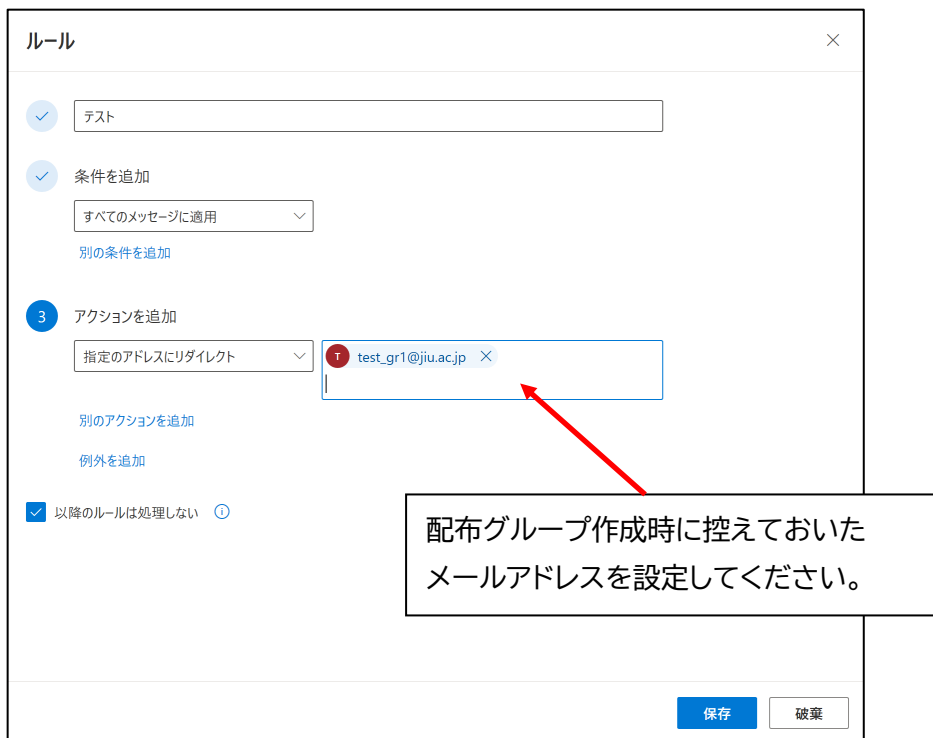 ルール
テスト
条件を追加
すべてのメッセージに適用
別の条件を追加
3 アクションを追加
指定のアドレスにリダイレクト T test_gr1@jiu.ac.jp
別のアクションを追加
例外を追加
以降のルールは処理しない
配布グループ作成時に控えておいた
メールアドレスを設定してください。
保存 破棄